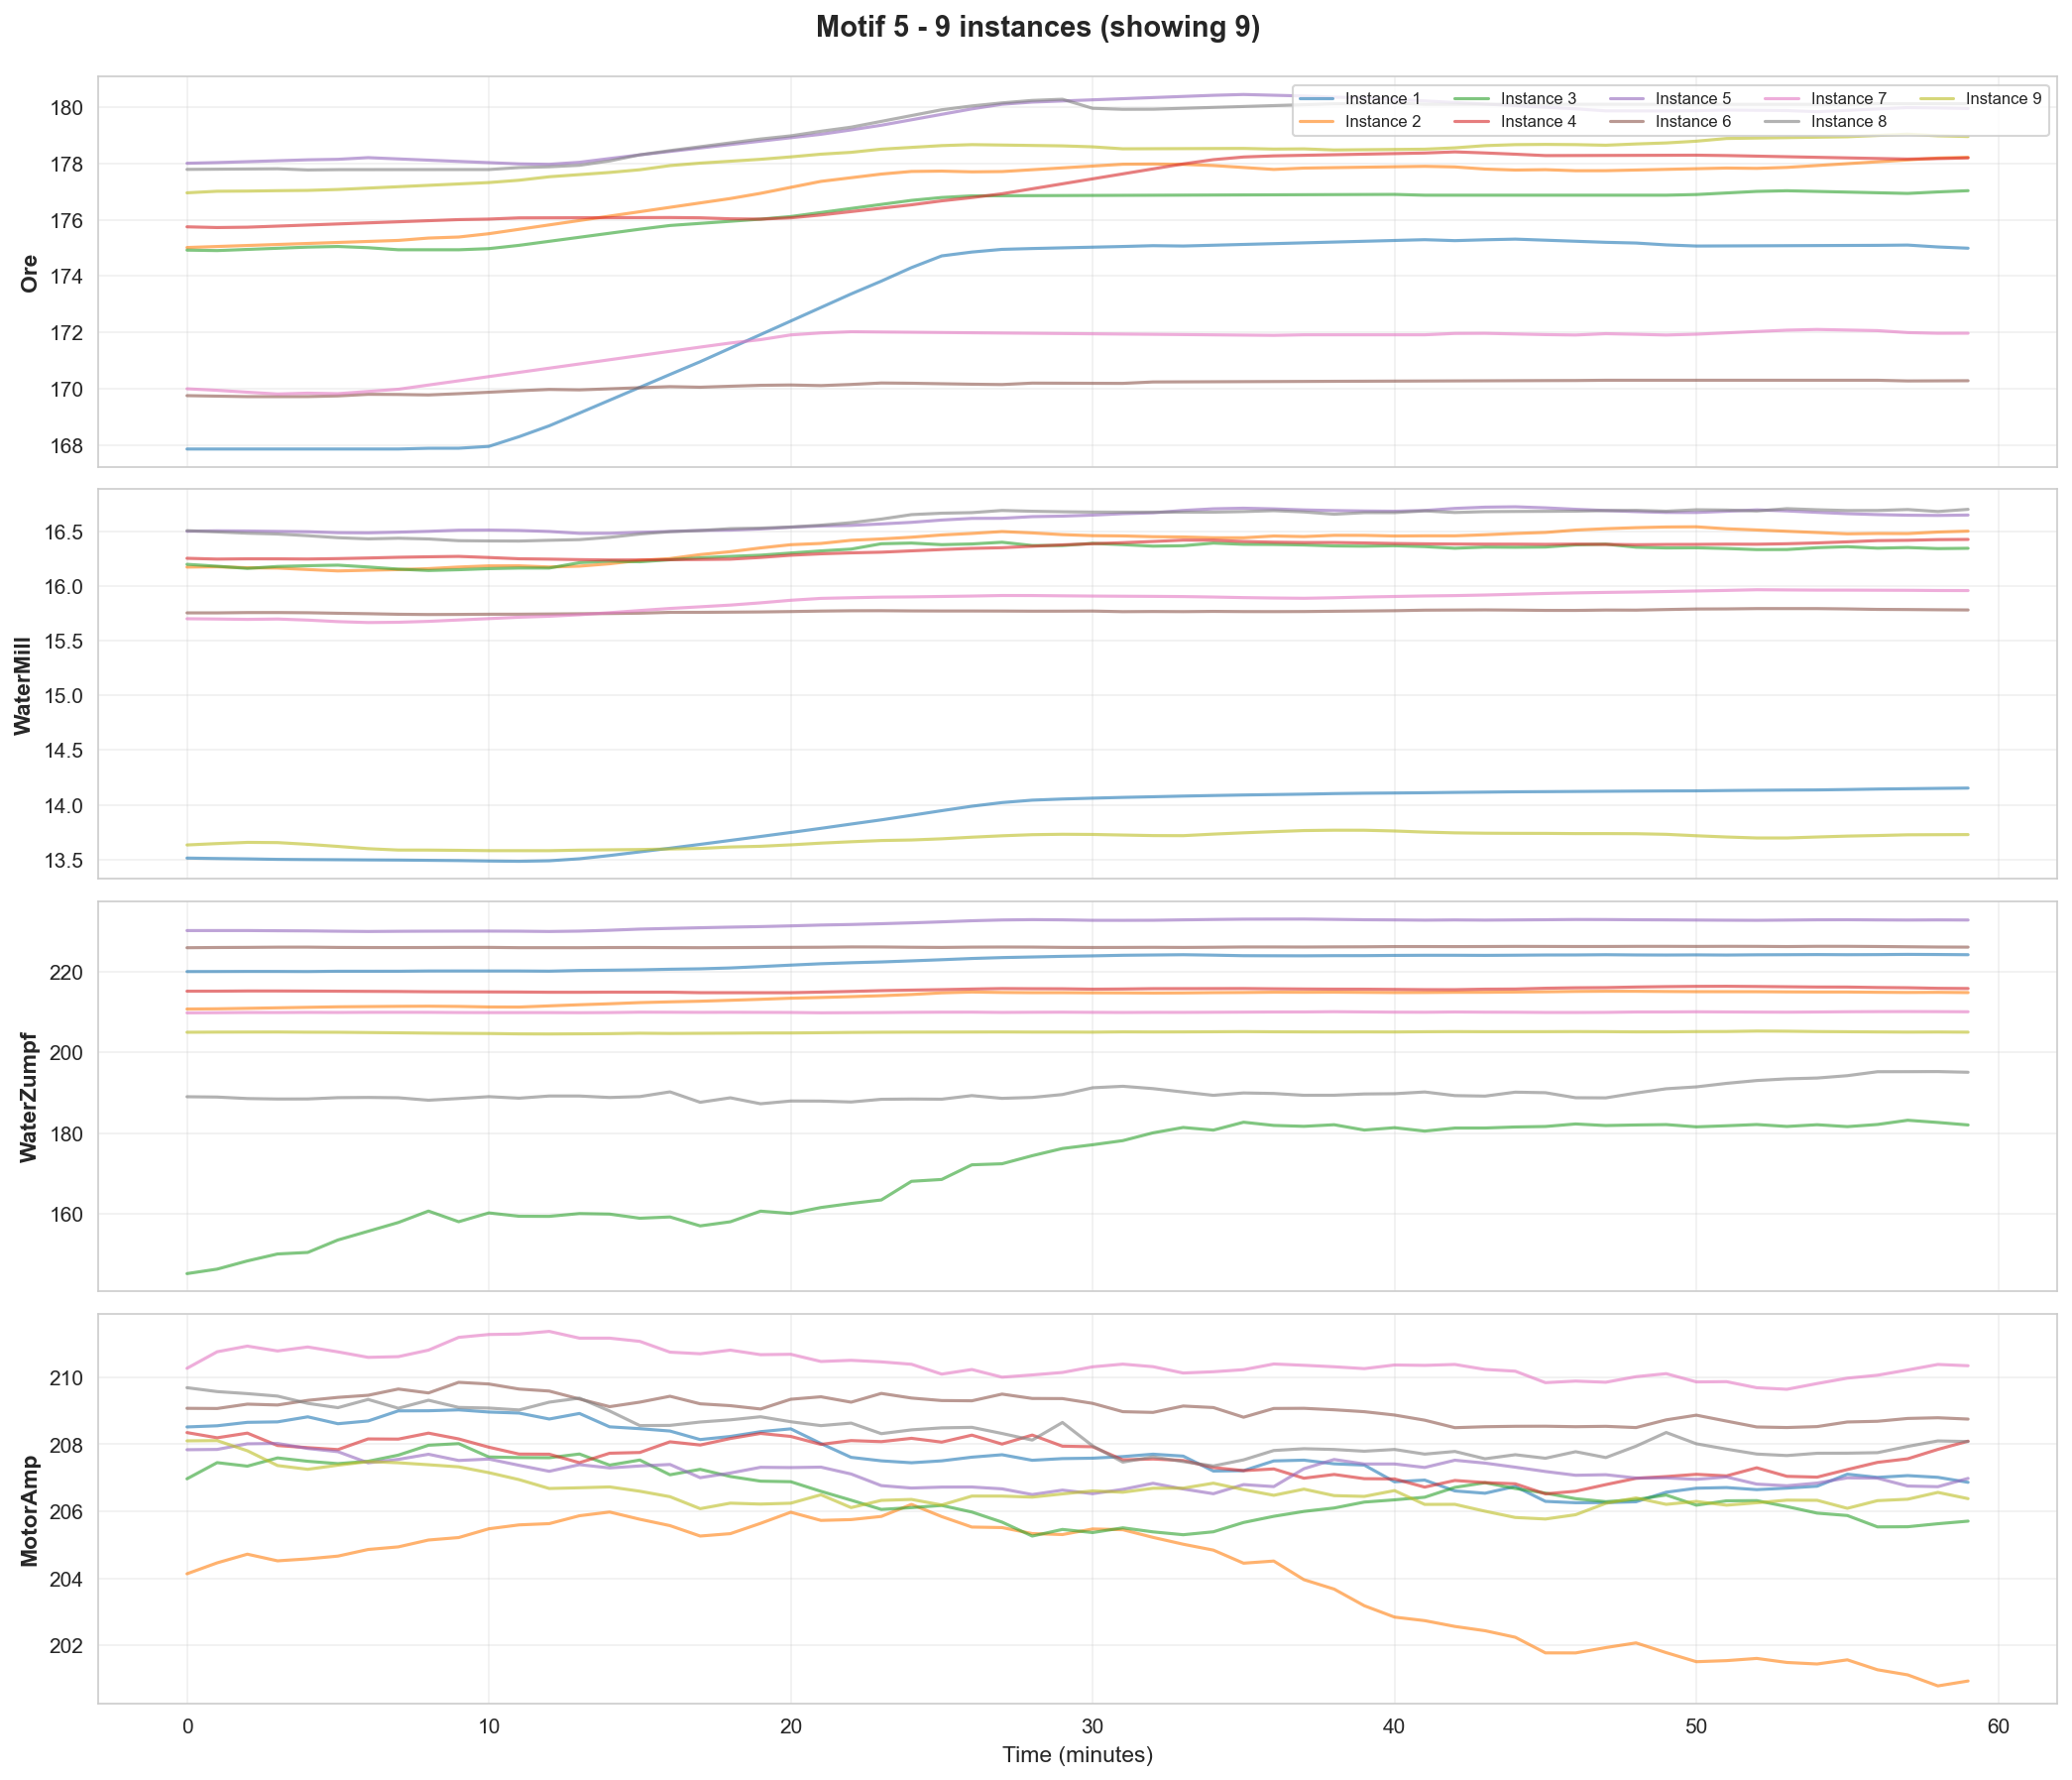 Motif 5 - 9 instances (showing 9)
Instance 1 Instance 3 Instance 5 Instance 7 Instance 9
Instance 2 Instance 4 Instance 6 Instance 8
Ore
180
178
176
174
172
170
168
WaterMill
16.5
16.0
15.5
15.0
14.5
14.0
13.5
WaterZumpf
220
200
180
160
MotorAmp
210
208
206
204
202
0 10 20 30 40 50 60
Time (minutes)